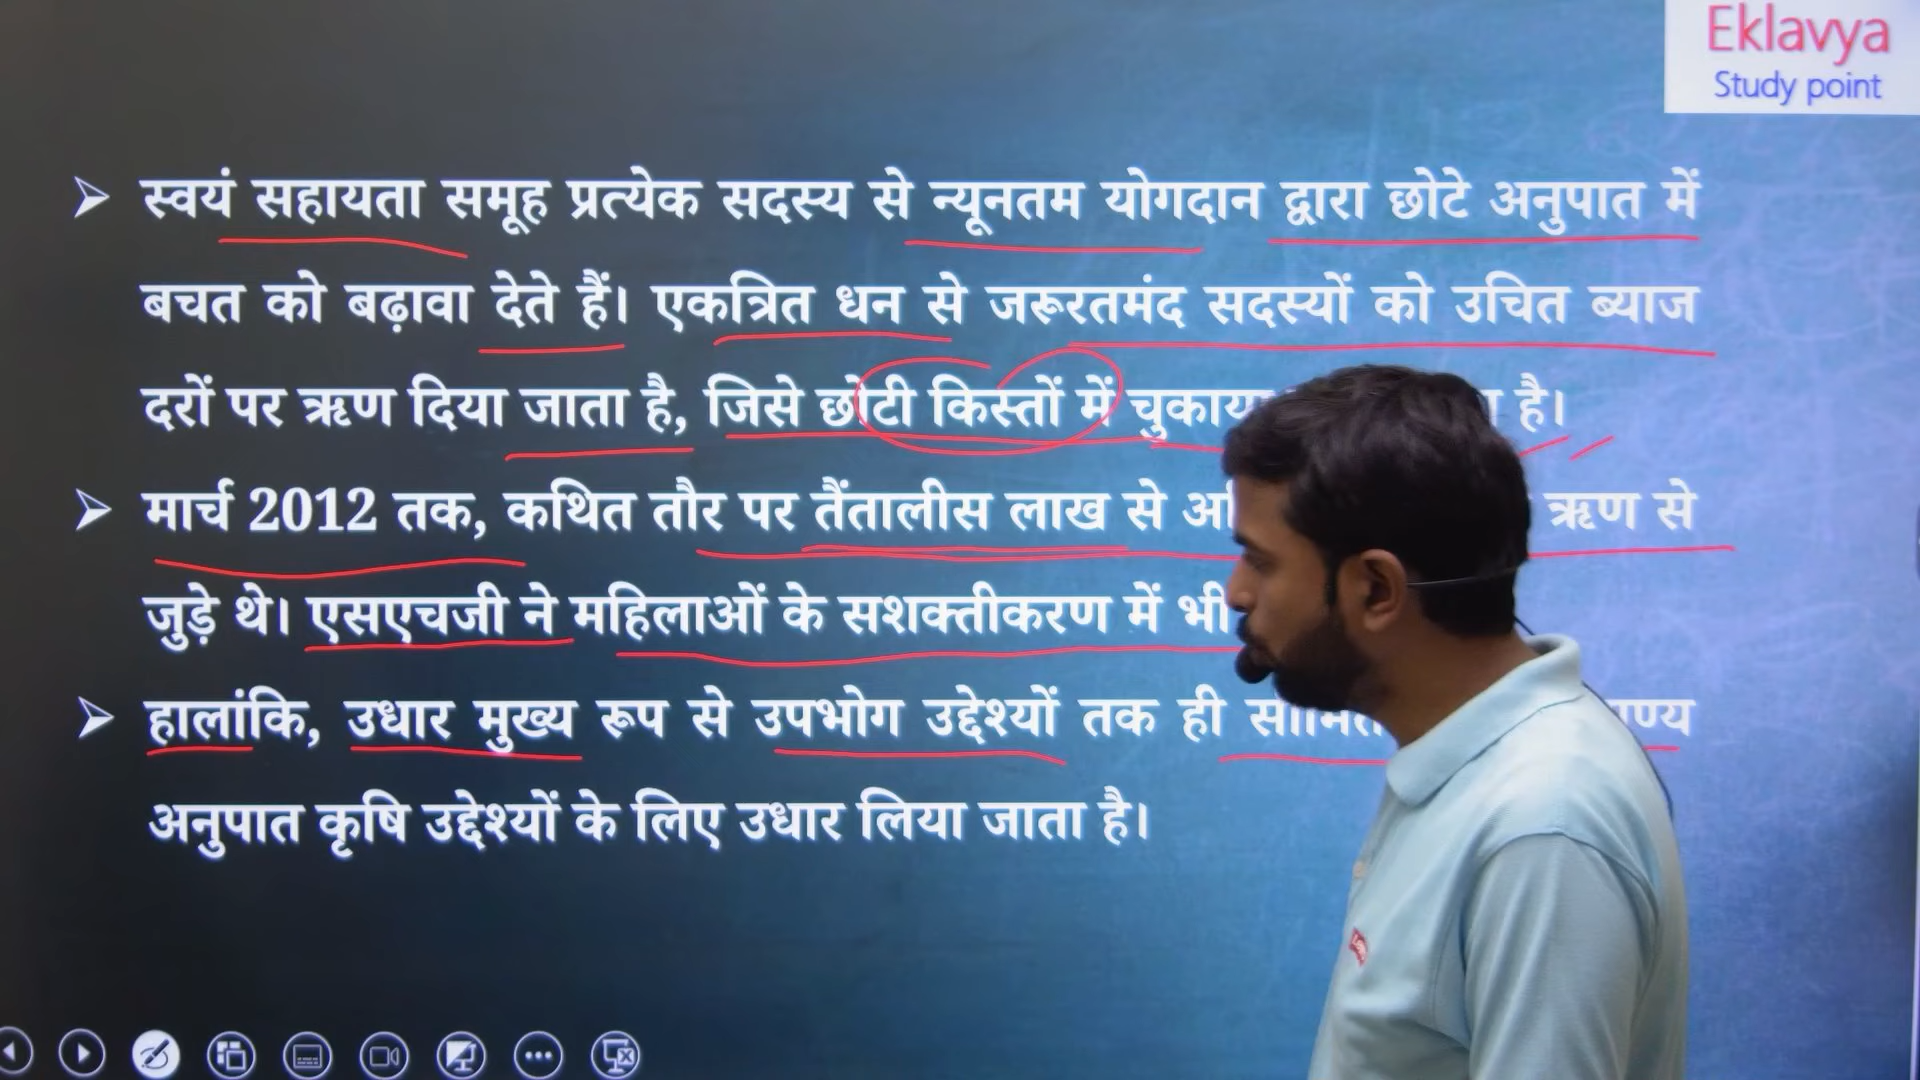 Eklavya
Study point
स्वयं सहायता समूह प्रत्येक सदस्य से न्यूनतम योगदान द्वारा छोटे अनुपात में
बचत को बढ़ावा देते हैं। एकत्रित धन से जरूरतमंद सदस्यों को उचित ब्याज
दरों पर ऋण दिया जाता है, जिसे छोटी किस्तों में है।
मार्च 2012 तक, कथित तौर पर तैंतालीस लाख से ऋण से
जुड़े थे। एसएचजी ने महिलाओं के सशक्तीकरण में भी
हालांकि, उधार मुख्य रूप से उपभोग उद्देश्यों तक ही
अनुपात कृषि उद्देश्यों के लिए उधार लिया जाता है।